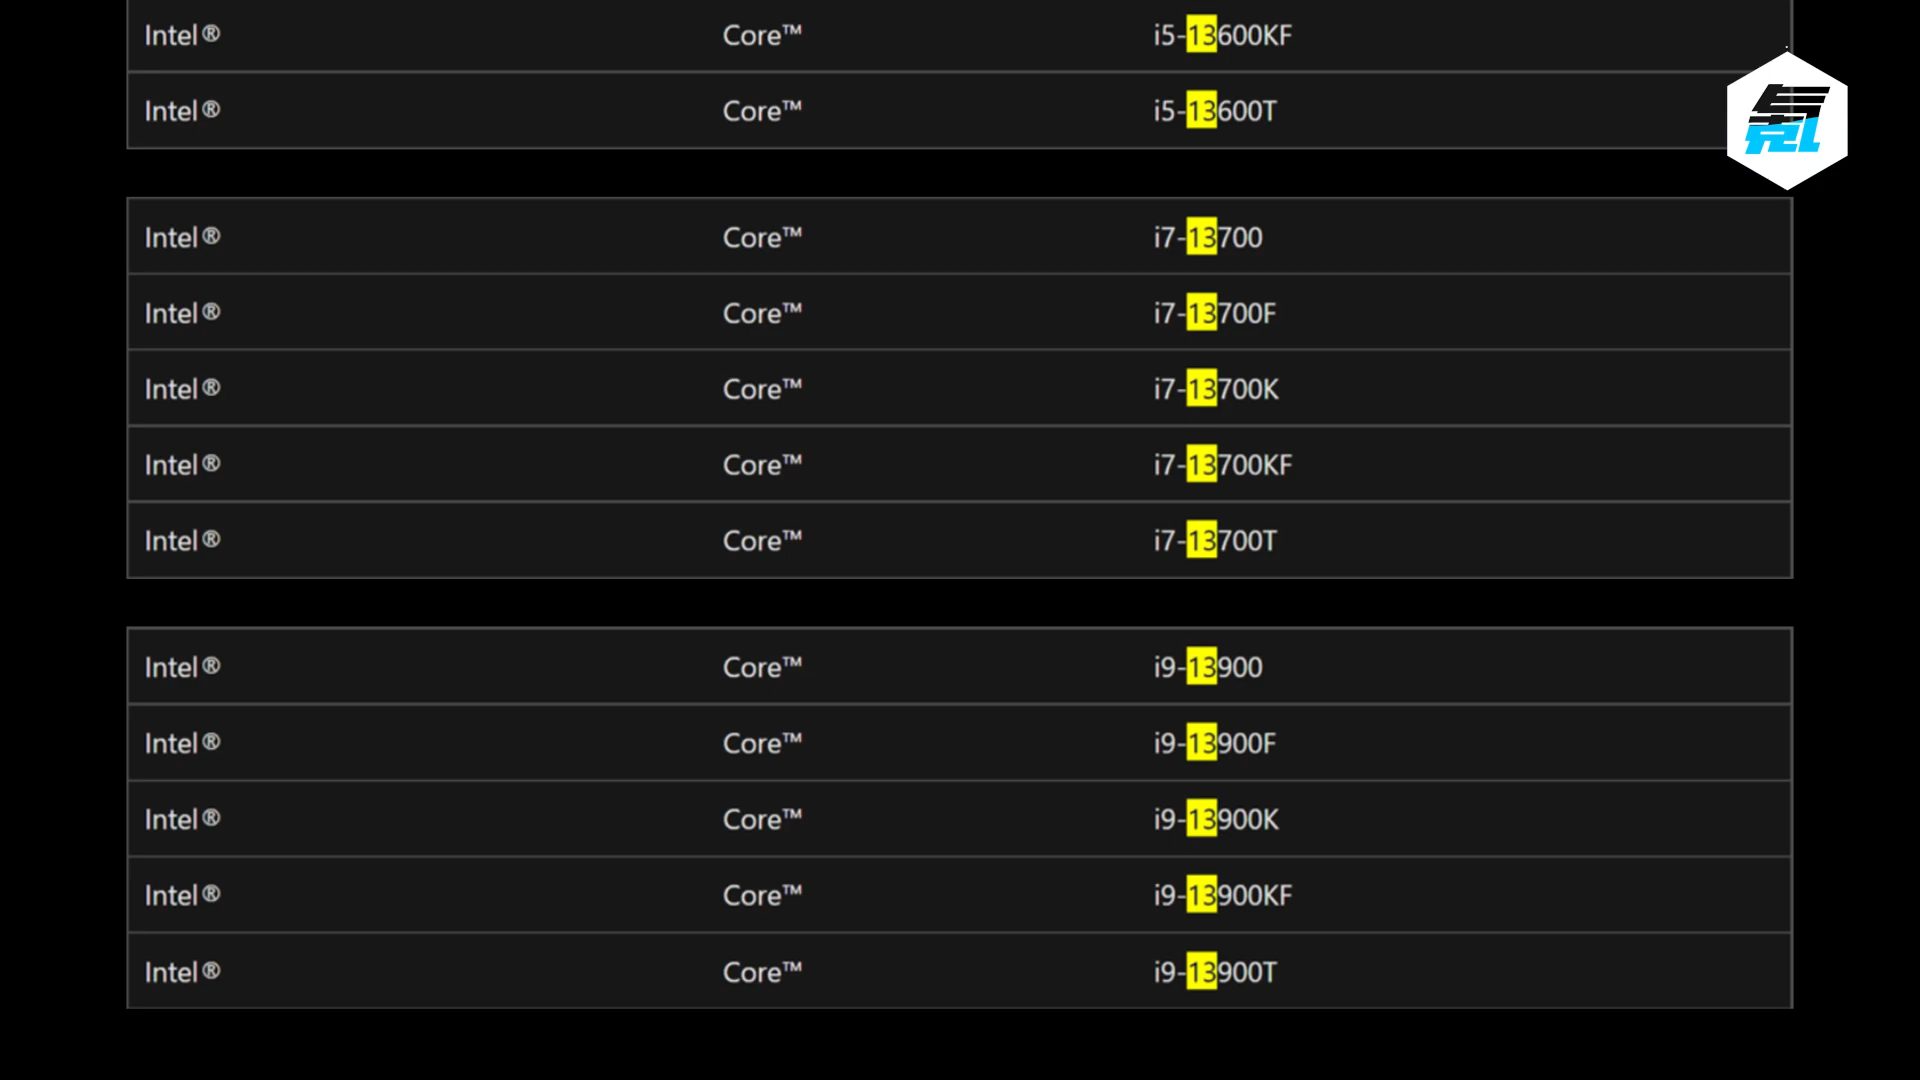 Intel® Core™ i5-13600KF
Intel® Core™ i5-13600T
Intel® Core™ i7-13700
Intel® Core™ i7-13700F
Intel® Core™ i7-13700K
Intel® Core™ i7-13700KF
Intel® Core™ i7-13700T
Intel® Core™ i9-13900
Intel® Core™ i9-13900F
Intel® Core™ i9-13900K
Intel® Core™ i9-13900KF
Intel® Core™ i9-13900T